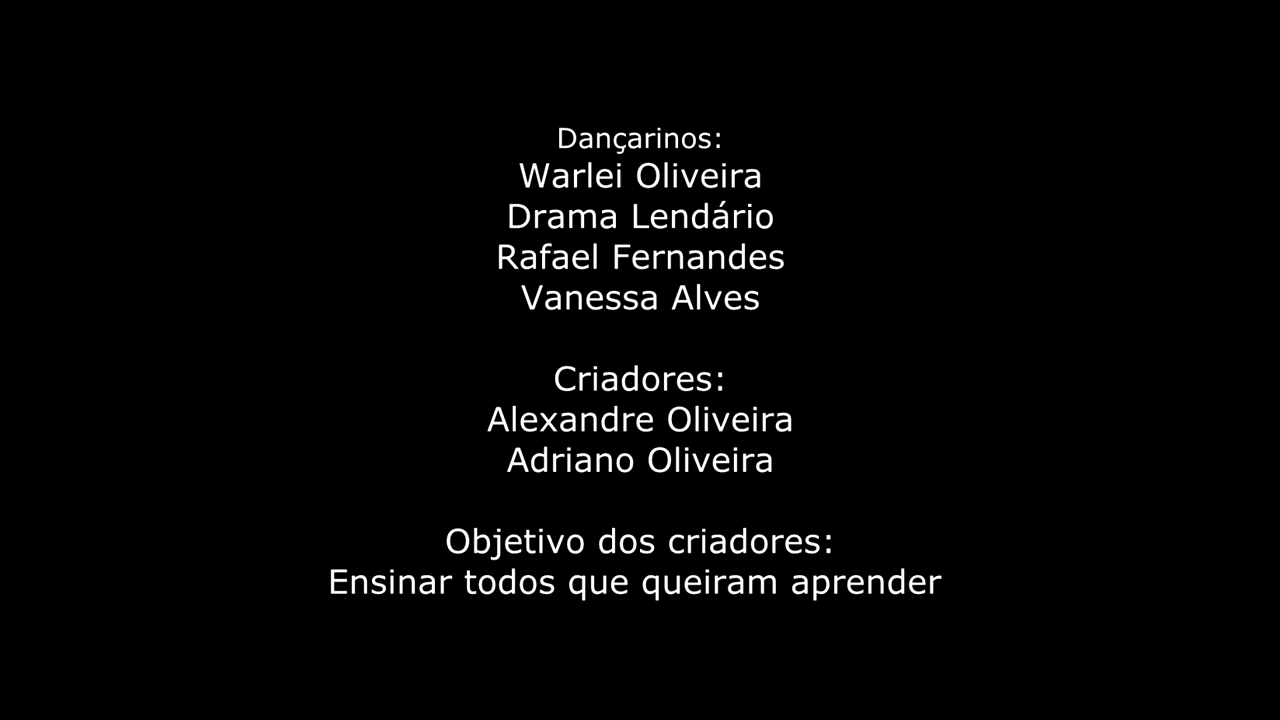 Dançarinos:
Warlei Oliveira
Drama Lendário
Rafael Fernandes
Vanessa Alves
Criadores:
Alexandre Oliveira
Adriano Oliveira
Objetivo dos criadores:
Ensinar todos que queiram aprender